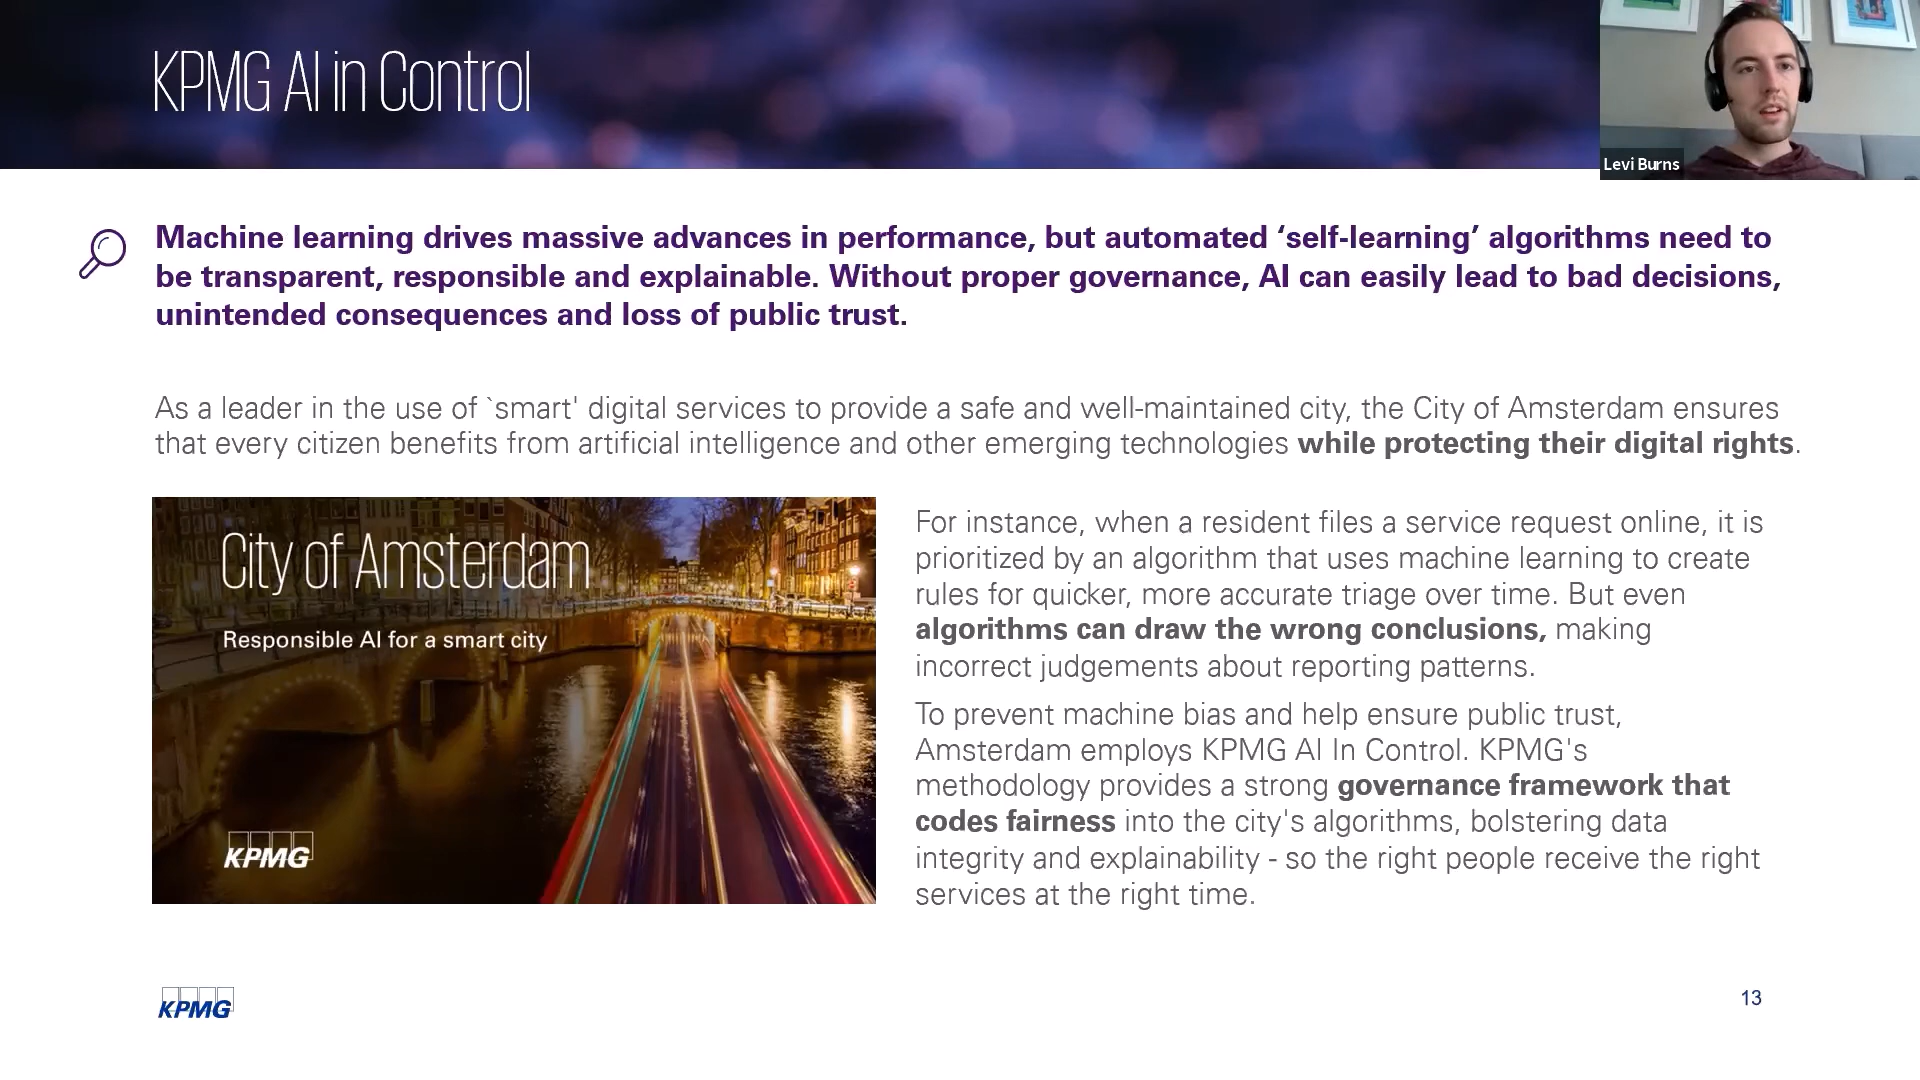 KPMG AI in Control
Levi Burns
Machine learning drives massive advances in performance, but automated ‘self-learning’ algorithms need to
be transparent, responsible and explainable. Without proper governance, AI can easily lead to bad decisions,
unintended consequences and loss of public trust.
As a leader in the use of `smart' digital services to provide a safe and well-maintained city, the City of Amsterdam ensures
that every citizen benefits from artificial intelligence and other emerging technologies while protecting their digital rights.
City of Amsterdam
Responsible AI for a smart city
KPMG
For instance, when a resident files a service request online, it is
prioritized by an algorithm that uses machine learning to create
rules for quicker, more accurate triage over time. But even
algorithms can draw the wrong conclusions, making
incorrect judgements about reporting patterns.
To prevent machine bias and help ensure public trust,
Amsterdam employs KPMG AI In Control. KPMG's
methodology provides a strong governance framework that
codes fairness into the city's algorithms, bolstering data
integrity and explainability - so the right people receive the right
services at the right time.
KPMG
13